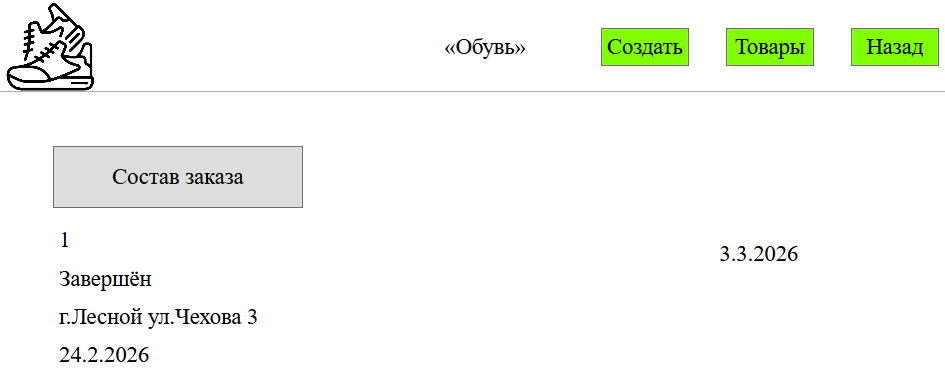 «Обувь» Создать Товары Назад
Состав заказа
1
3.3.2026
Завершён
г.Лесной ул.Чехова 3
24.2.2026